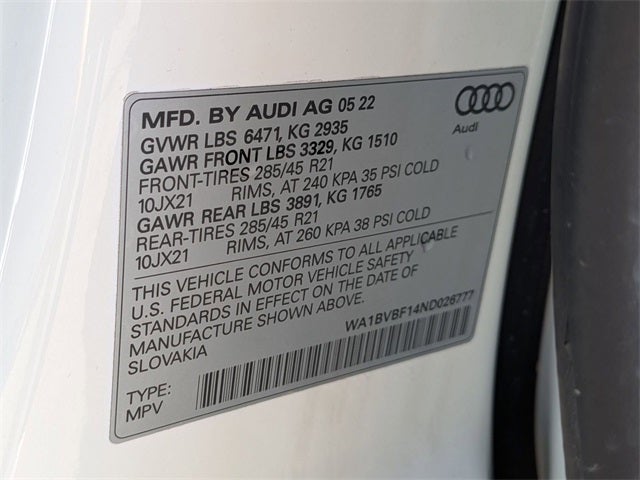 MFD. BY AUDI AG 05 22
GVWR LBS 6471, KG 2935
GAWR FRONT LBS 3329, KG 1510
FRONT-TIRES 285/45 R21
10JX21 RIMS, AT 240 KPA 35 PSI COLD
GAWR REAR LBS 3891, KG 1765
REAR-TIRES 285/45 R21
10JX21 RIMS, AT 260 KPA 38 PSI COLD
Audi
THIS VEHICLE CONFORMS TO ALL APPLICABLE
U.S. FEDERAL MOTOR VEHICLE SAFETY
STANDARDS IN EFFECT ON THE DATE OF
MANUFACTURE SHOWN ABOVE.
SLOVAKIA
WA1BVBF14ND026777
TYPE:
MPV